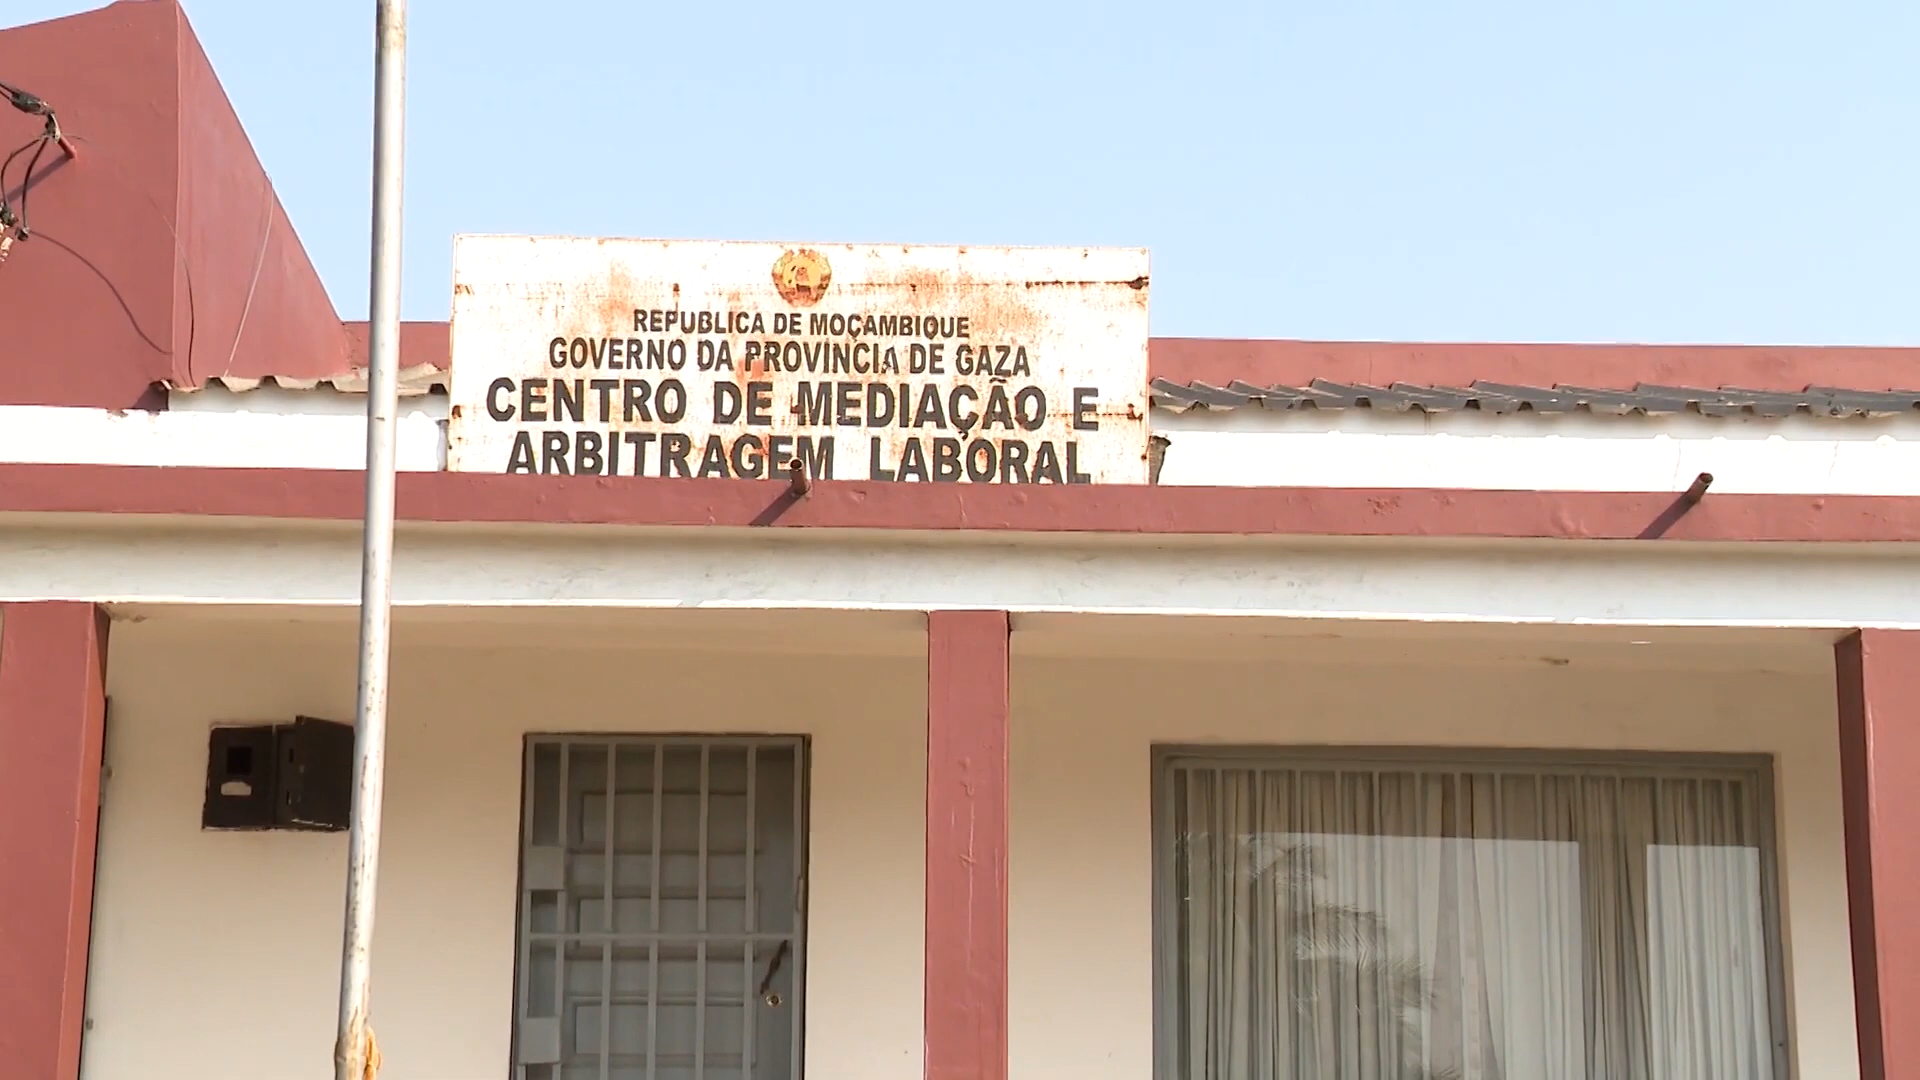 REPUBLICA DE MOÇAMBIQUE
GOVERNO DA PROVINCIA DE GAZA
CENTRO DE MEDIAÇÃO E
ARBITRAGEM LABORAL